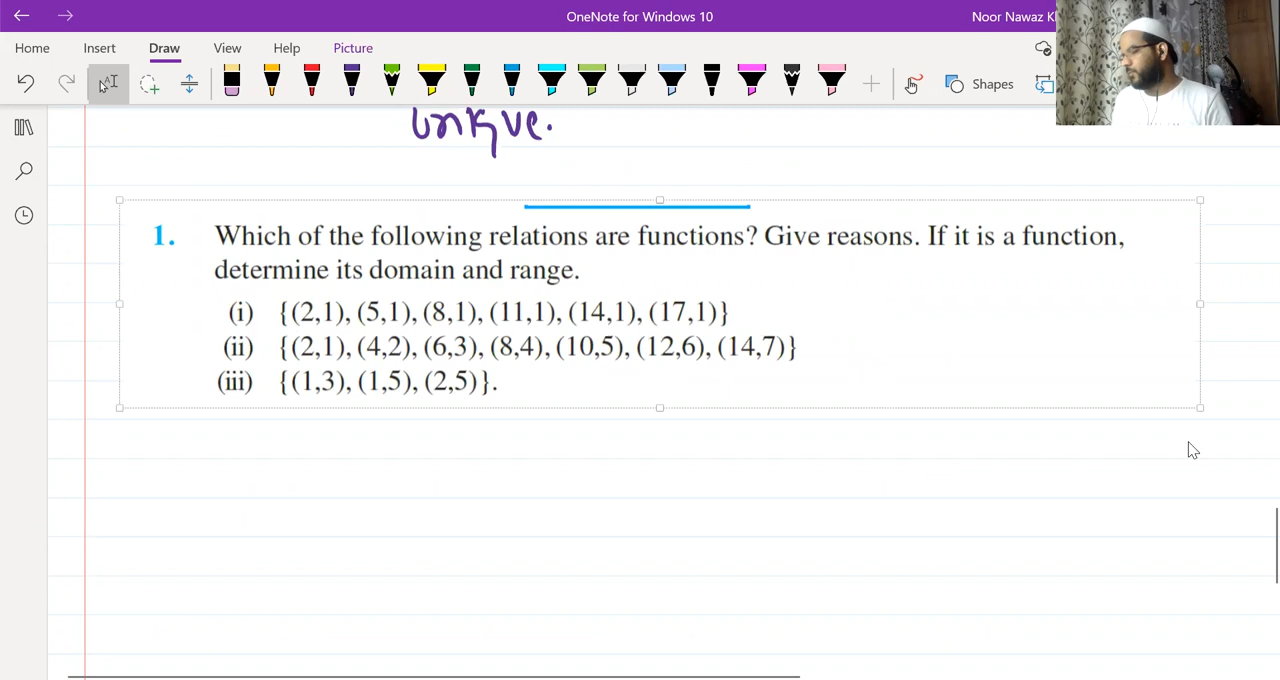 OneNote for Windows 10
Noor Nawaz K
Home Insert Draw View Help Picture
Shapes
unique.
1. Which of the following relations are functions? Give reasons. If it is a function,
determine its domain and range.
(i) {(2,1), (5,1), (8,1), (11,1), (14,1), (17,1)}
(ii) {(2,1), (4,2), (6,3), (8,4), (10,5), (12,6), (14,7)}
(iii) {(1,3), (1,5), (2,5)}.